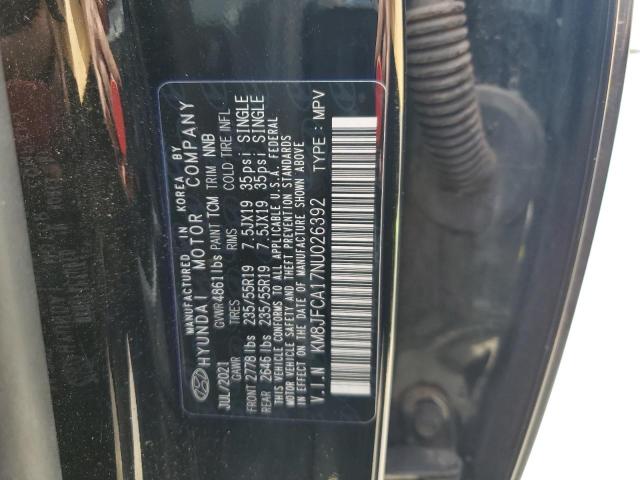 MANUFACTURED IN KOREA BY
HYUNDAI MOTOR COMPANY
JUL/2021 GVWR 4861 lbs PAINT TCM TRIM NNB
GAWR TIRES RIMS COLD TIRE INFL
FRONT 2778 lbs 235/55R19 7.5JX19 35psi SINGLE
REAR 2646 lbs 235/55R19 7.5JX19 35psi SINGLE
THIS VEHICLE CONFORMS TO ALL APPLICABLE U.S.A. FEDERAL
MOTOR VEHICLE SAFETY AND THEFT PREVENTION STANDARDS
IN EFFECT ON THE DATE OF MANUFACTURE SHOWN ABOVE
V.I.N KM8JFCA17NU026392 TYPE: MPV